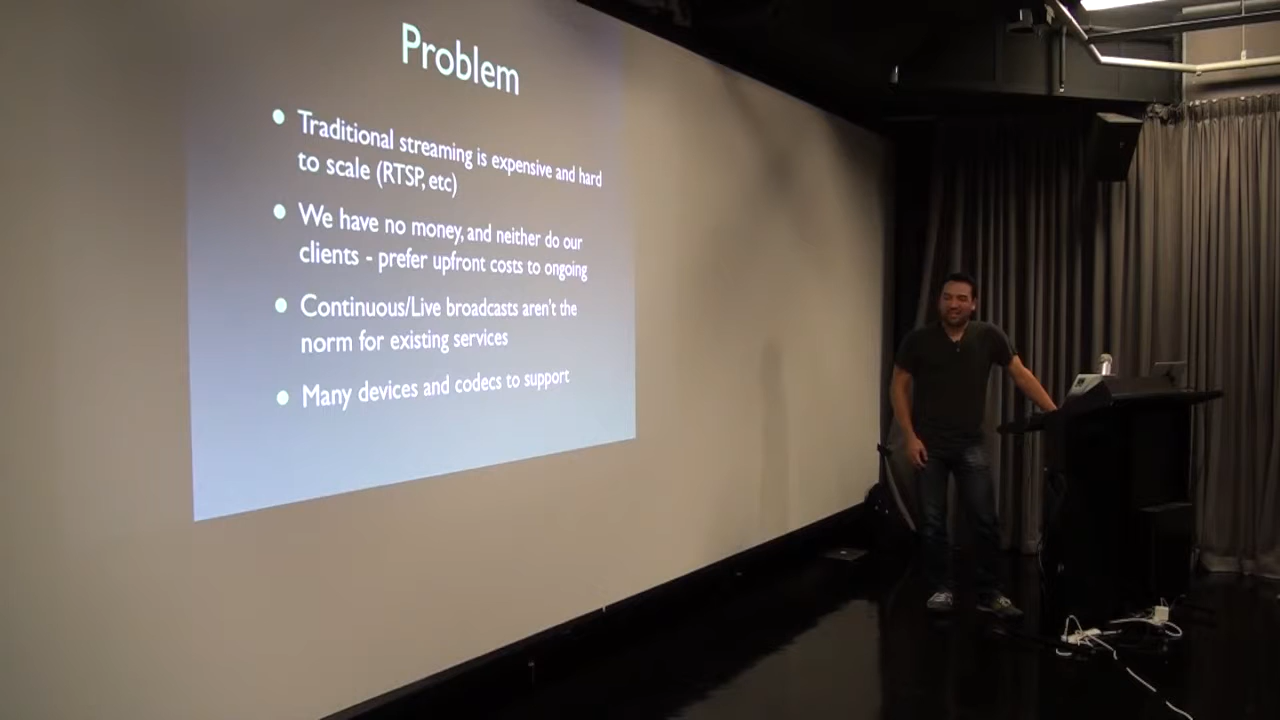 Problem
Traditional streaming is expensive and hard
to scale (RTSP, etc)
We have no money, and neither do our
clients - prefer upfront costs to ongoing
Continuous/Live broadcasts aren't the
norm for existing services
Many devices and codecs to support